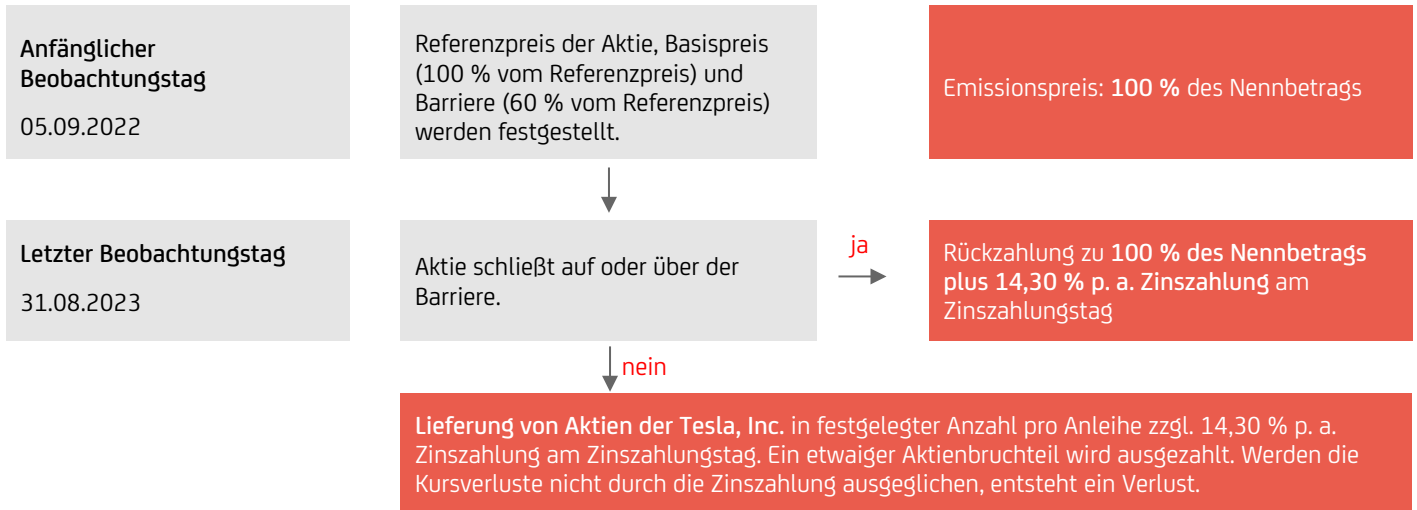 Anfänglicher
Beobachtungstag
05.09.2022
Referenzpreis der Aktie, Basispreis
(100 % vom Referenzpreis) und
Barriere (60 % vom Referenzpreis)
werden festgestellt.
Emissionspreis: 100 % des Nennbetrags
Letzter Beobachtungstag
31.08.2023
Aktie schließt auf oder über der
Barriere.
ja
Rückzahlung zu 100 % des Nennbetrags
plus 14,30 % p. a. Zinszahlung am
Zinszahlungstag
nein
Lieferung von Aktien der Tesla, Inc. in festgelegter Anzahl pro Anleihe zzgl. 14,30 % p. a.
Zinszahlung am Zinszahlungstag. Ein etwaiger Aktienbruchteil wird ausgezahlt. Werden die
Kursverluste nicht durch die Zinszahlung ausgeglichen, entsteht ein Verlust.